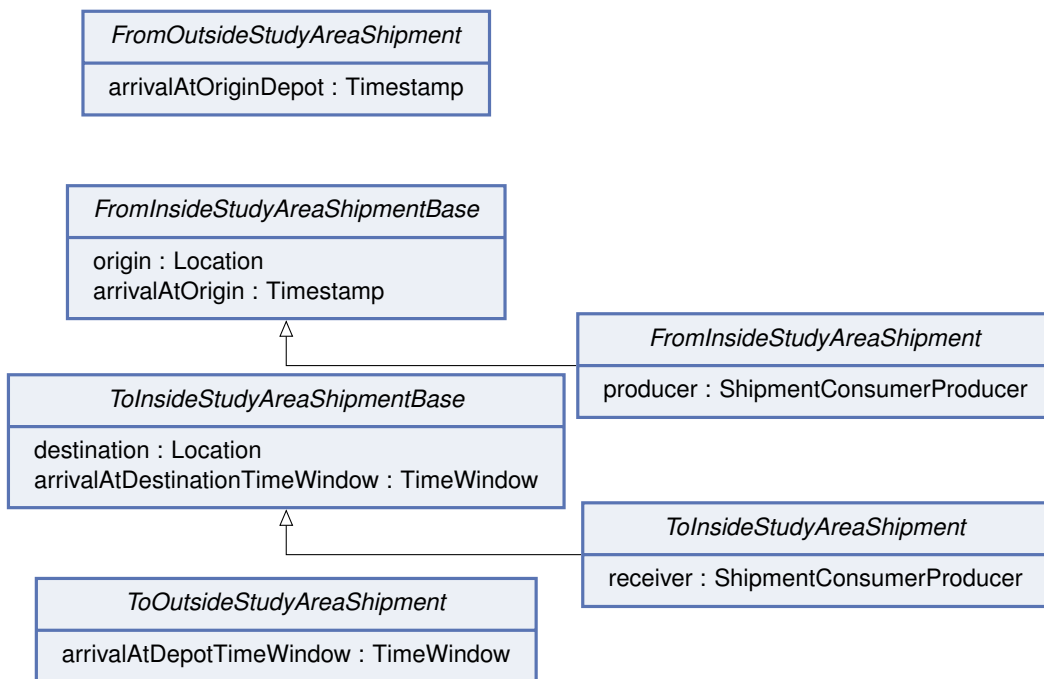 FromOutsideStudyAreaShipment
arrivalAtOriginDepot : Timestamp
FromInsideStudyAreaShipmentBase
origin : Location
arrivalAtOrigin : Timestamp
FromInsideStudyAreaShipment
producer : ShipmentConsumerProducer
ToInsideStudyAreaShipmentBase
destination : Location
arrivalAtDestinationTimeWindow : TimeWindow
ToInsideStudyAreaShipment
receiver : ShipmentConsumerProducer
ToOutsideStudyAreaShipment
arrivalAtDepotTimeWindow : TimeWindow